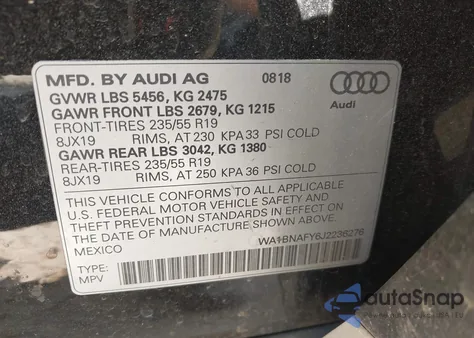 MFD. BY AUDI AG 0818
Audi
GVWR LBS 5456, KG 2475
GAWR FRONT LBS 2679, KG 1215
FRONT-TIRES 235/55 R19
8JX19 RIMS, AT 230 KPA 33 PSI COLD
GAWR REAR LBS 3042, KG 1380
REAR-TIRES 235/55 R19
8JX19 RIMS, AT 250 KPA 36 PSI COLD
THIS VEHICLE CONFORMS TO ALL APPLICABLE
U.S. FEDERAL MOTOR VEHICLE SAFETY AND
THEFT PREVENTION STANDARDS IN EFFECT ON
THE DATE OF MANUFACTURE SHOWN ABOVE.
MEXICO WA1BNAFY6J2236276
TYPE:
MPV
autaSnap